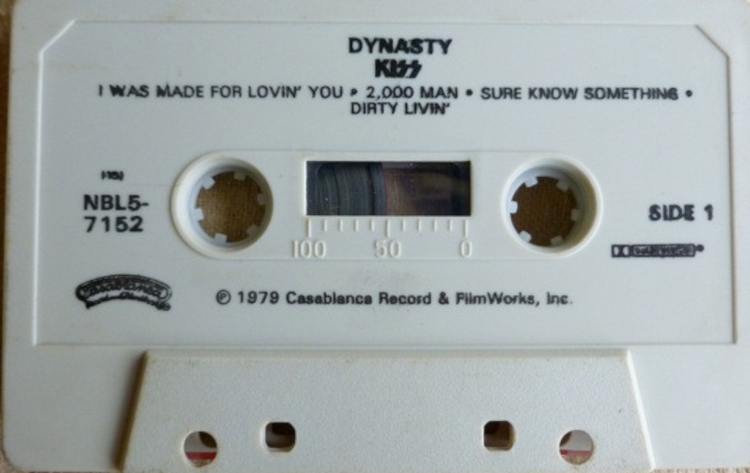 DYNASTY
KISS
I WAS MADE FOR LOVIN' YOU • 2,000 MAN • SURE KNOW SOMETHING •
DIRTY LIVIN'
(15)
NBL5-
7152
SIDE 1
100 50 0
℗ 1979 Casablanca Record & FilmWorks, Inc.